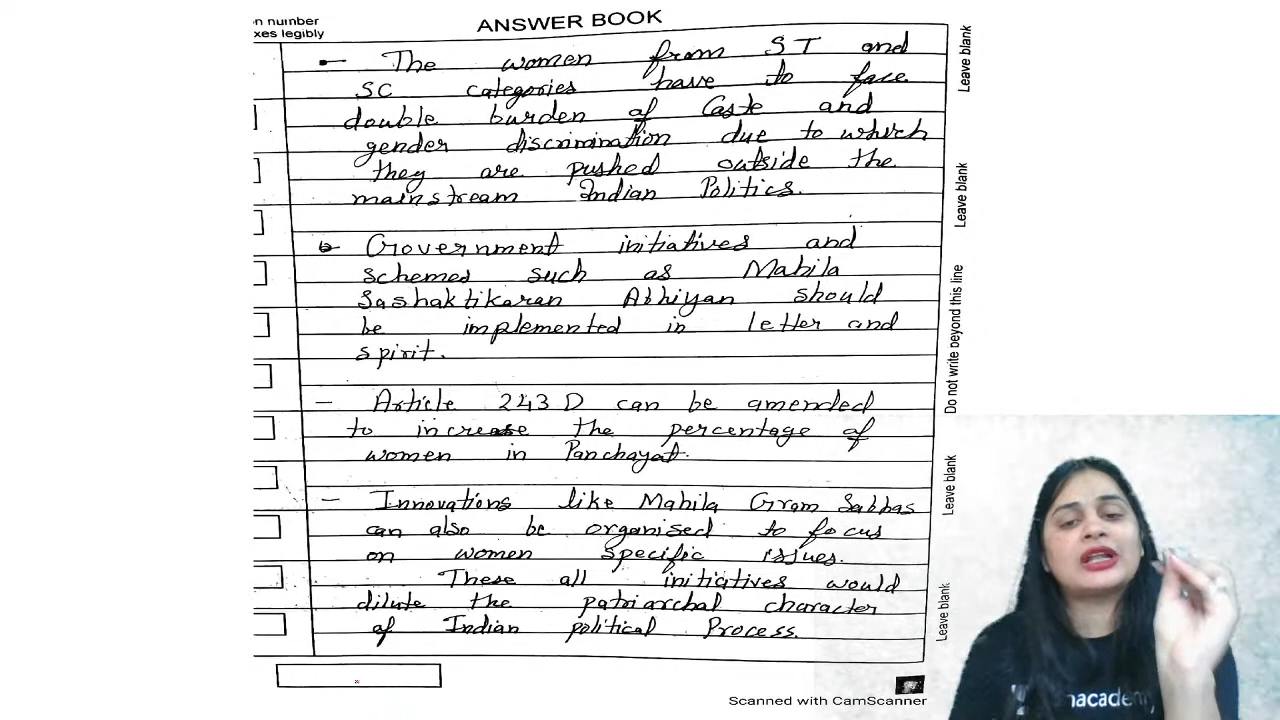 n number
xes legibly
ANSWER BOOK
- The women from ST and
SC categories have to face
double burden of Caste and
gender discrimination due to which
they are pushed outside the
mainstream Indian Politics.
Government initiatives and
schemes such as Mahila
Sashaktikaran Abhiyan should
be implemented in letter and
spirit.
- Article 243 D can be amended
to increase the percentage of
women in Panchayat.
- Innovations like Mahila Gram Sabhas
can also be organised to focus
on women specific issues.
These all initiatives would
dilute the patriarchal character
of Indian political Process.
Leave blank
Leave blank
Do not write beyond this line
Leave blank
Leave blank
Scanned with CamScanner
nacademy